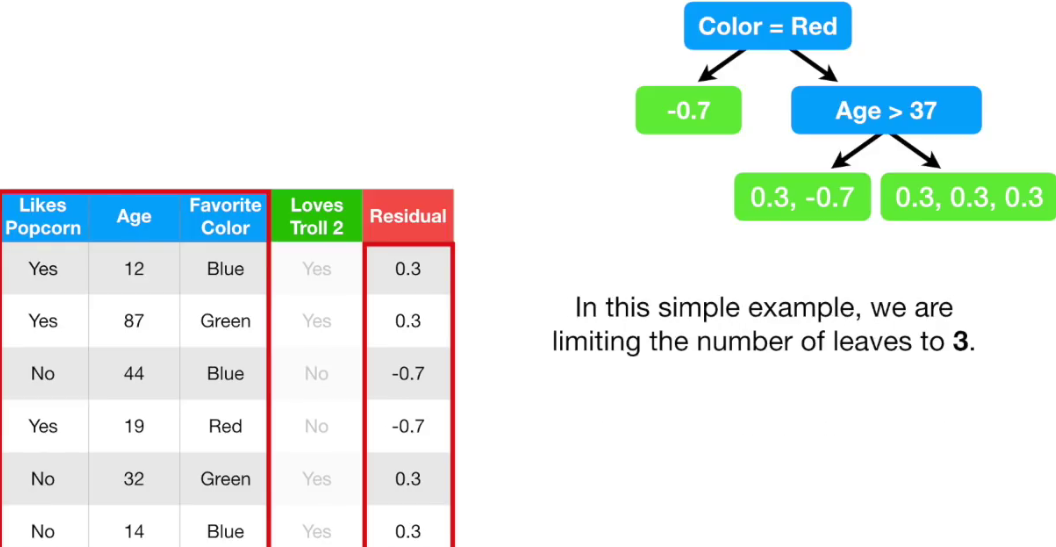 Color = Red
-0.7
Age > 37
0.3, -0.7
0.3, 0.3, 0.3
In this simple example, we are
limiting the number of leaves to 3.
Likes Popcorn Age Favorite Color Loves Troll 2 Residual
Yes 12 Blue Yes 0.3
Yes 87 Green Yes 0.3
No 44 Blue No -0.7
Yes 19 Red No -0.7
No 32 Green Yes 0.3
No 14 Blue Yes 0.3